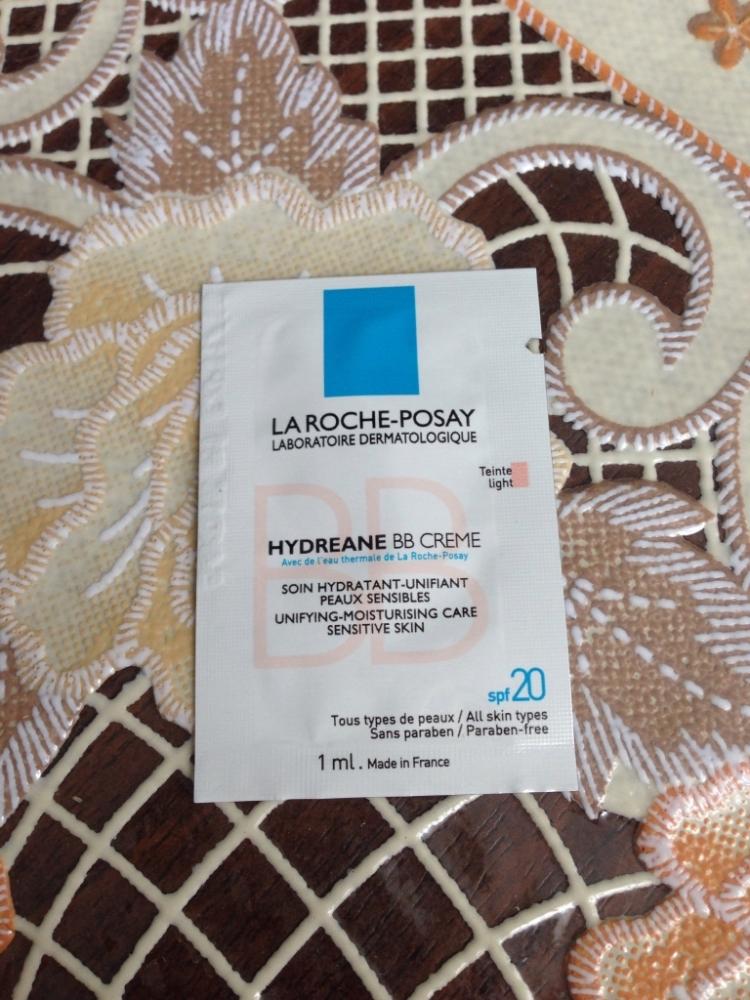 LA ROCHE-POSAY
LABORATOIRE DERMATOLOGIQUE
Teinte
light
BB
HYDREANE BB CREME
Avec de l'eau thermale de La Roche-Posay
SOIN HYDRATANT-UNIFIANT
PEAUX SENSIBLES
UNIFYING-MOISTURISING CARE
SENSITIVE SKIN
spf 20
Tous types de peaux / All skin types
Sans paraben / Paraben-free
1 ml. Made in France